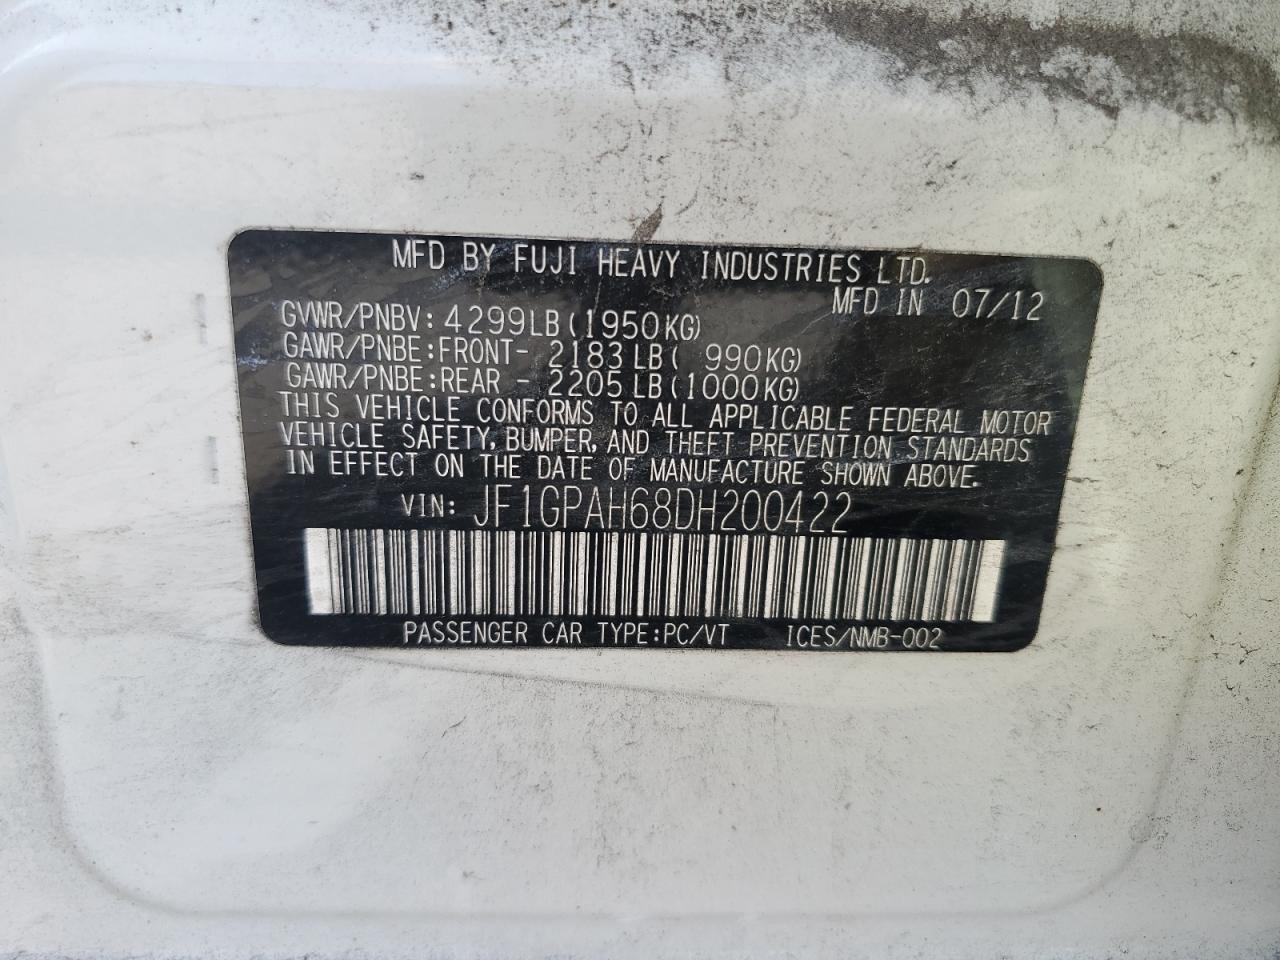 MFD BY FUJI HEAVY INDUSTRIES LTD.
MFD IN 07/12
GVWR/PNBV: 4299LB(1950KG)
GAWR/PNBE:FRONT- 2183LB( 990KG)
GAWR/PNBE:REAR - 2205LB(1000KG)
THIS VEHICLE CONFORMS TO ALL APPLICABLE FEDERAL MOTOR
VEHICLE SAFETY, BUMPER, AND THEFT PREVENTION STANDARDS
IN EFFECT ON THE DATE OF MANUFACTURE SHOWN ABOVE.
VIN: JF1GPAH68DH200422
PASSENGER CAR TYPE:PC/VT ICES/NMB-002